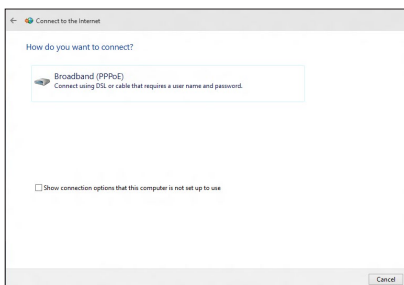 Connect to the Internet
How do you want to connect?
Broadband (PPPoE)
Connect using DSL or cable that requires a user name and password.
Show connection options that this computer is not set up to use
Cancel